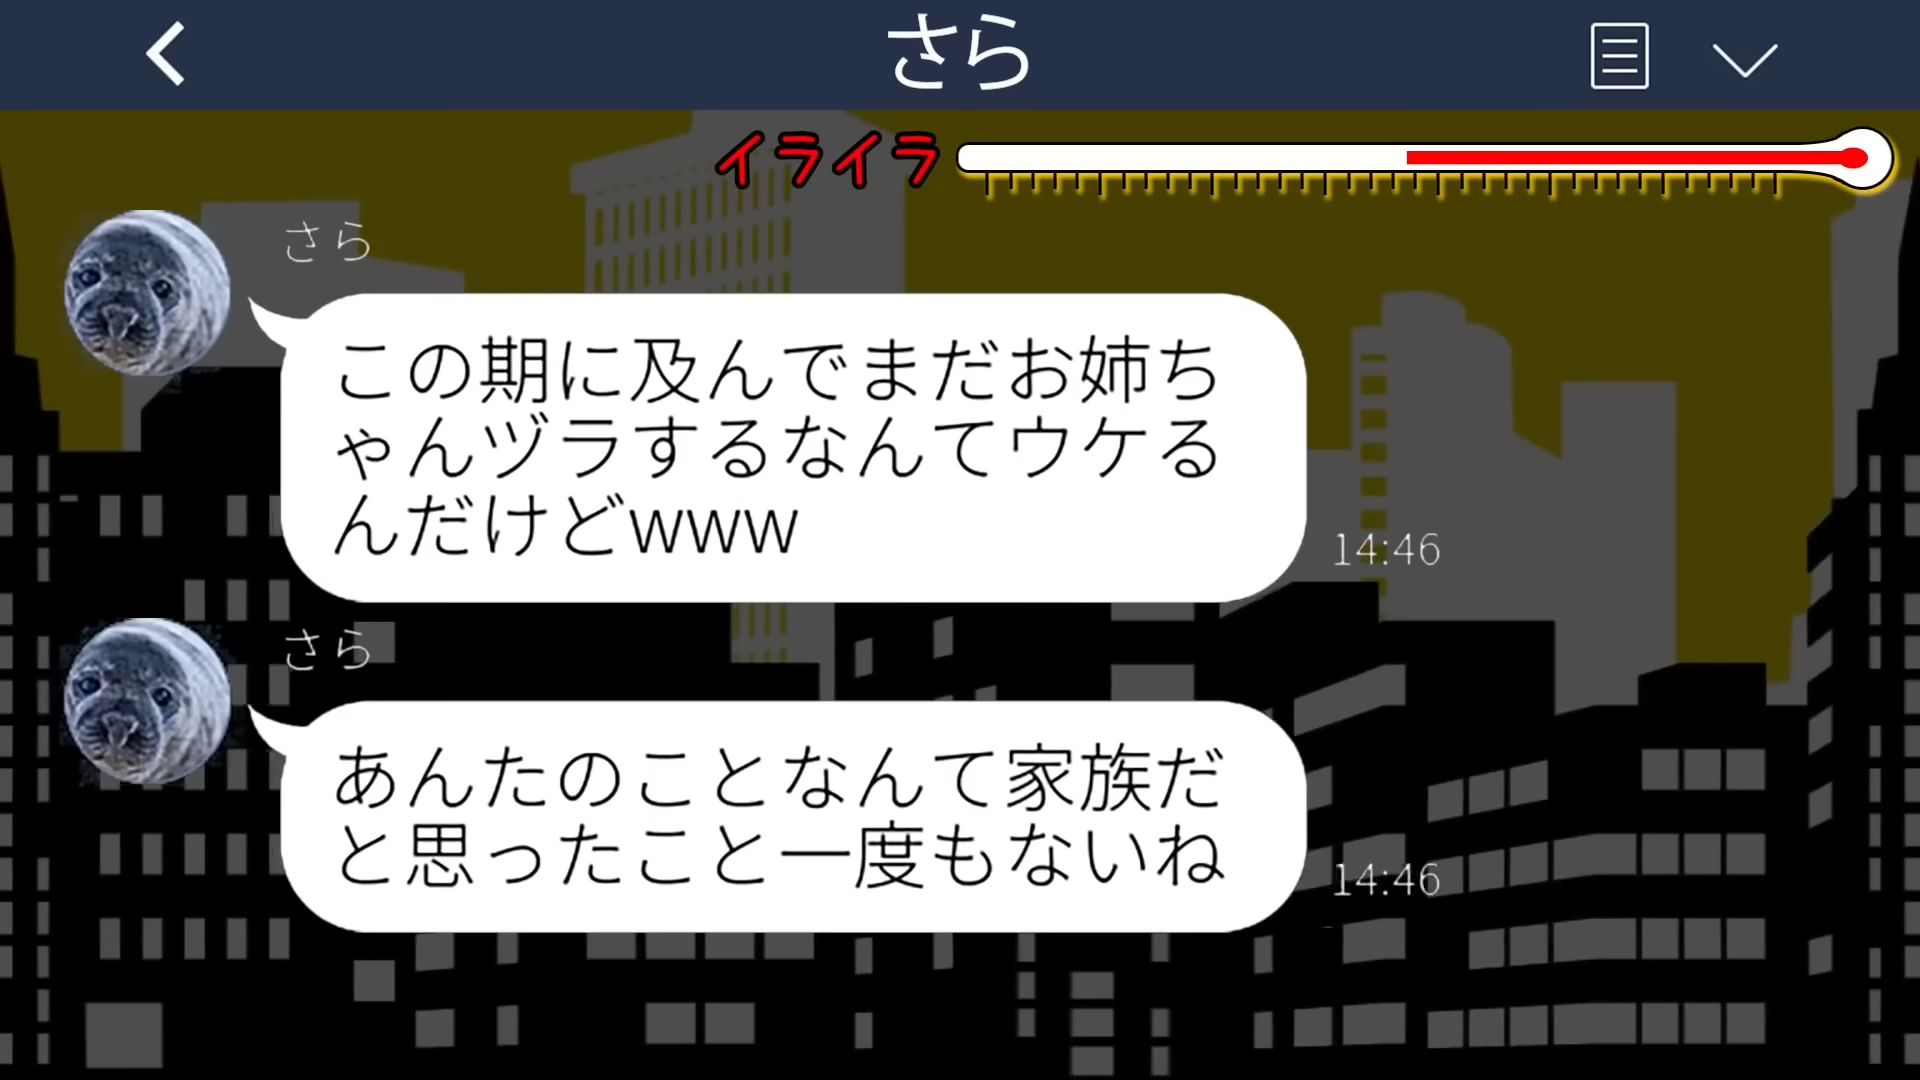 さら
イライラ
さら
この期に及んでまだお姉ち
ゃんヅラするなんてウケる
んだけどwww
14:46
さら
あんたのことなんて家族だ
と思ったこと一度もないね
14:46